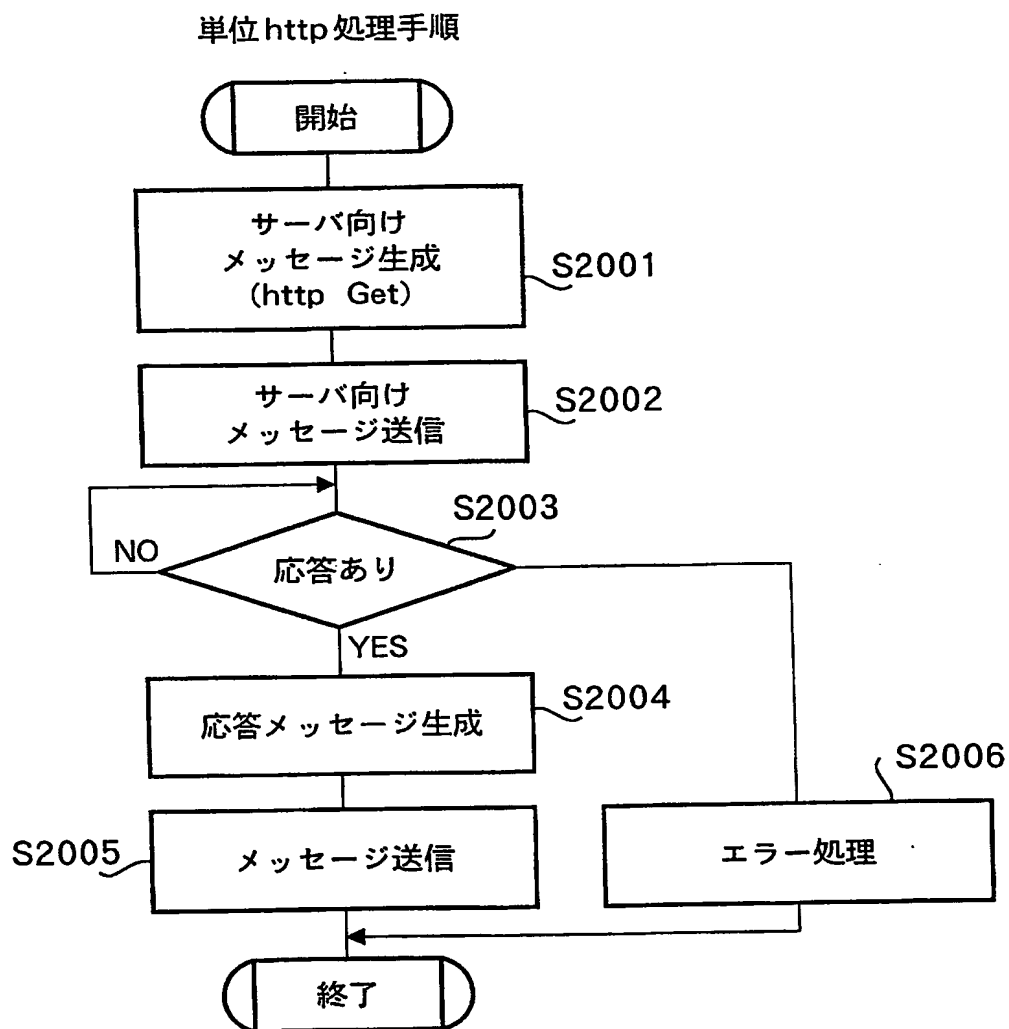 単位http処理手順
開始
サーバ向け
メッセージ生成
(http Get)
S2001
サーバ向け
メッセージ送信
S2002
S2003
NO
応答あり
YES
応答メッセージ生成
S2004
S2006
S2005
メッセージ送信
エラー処理
終了